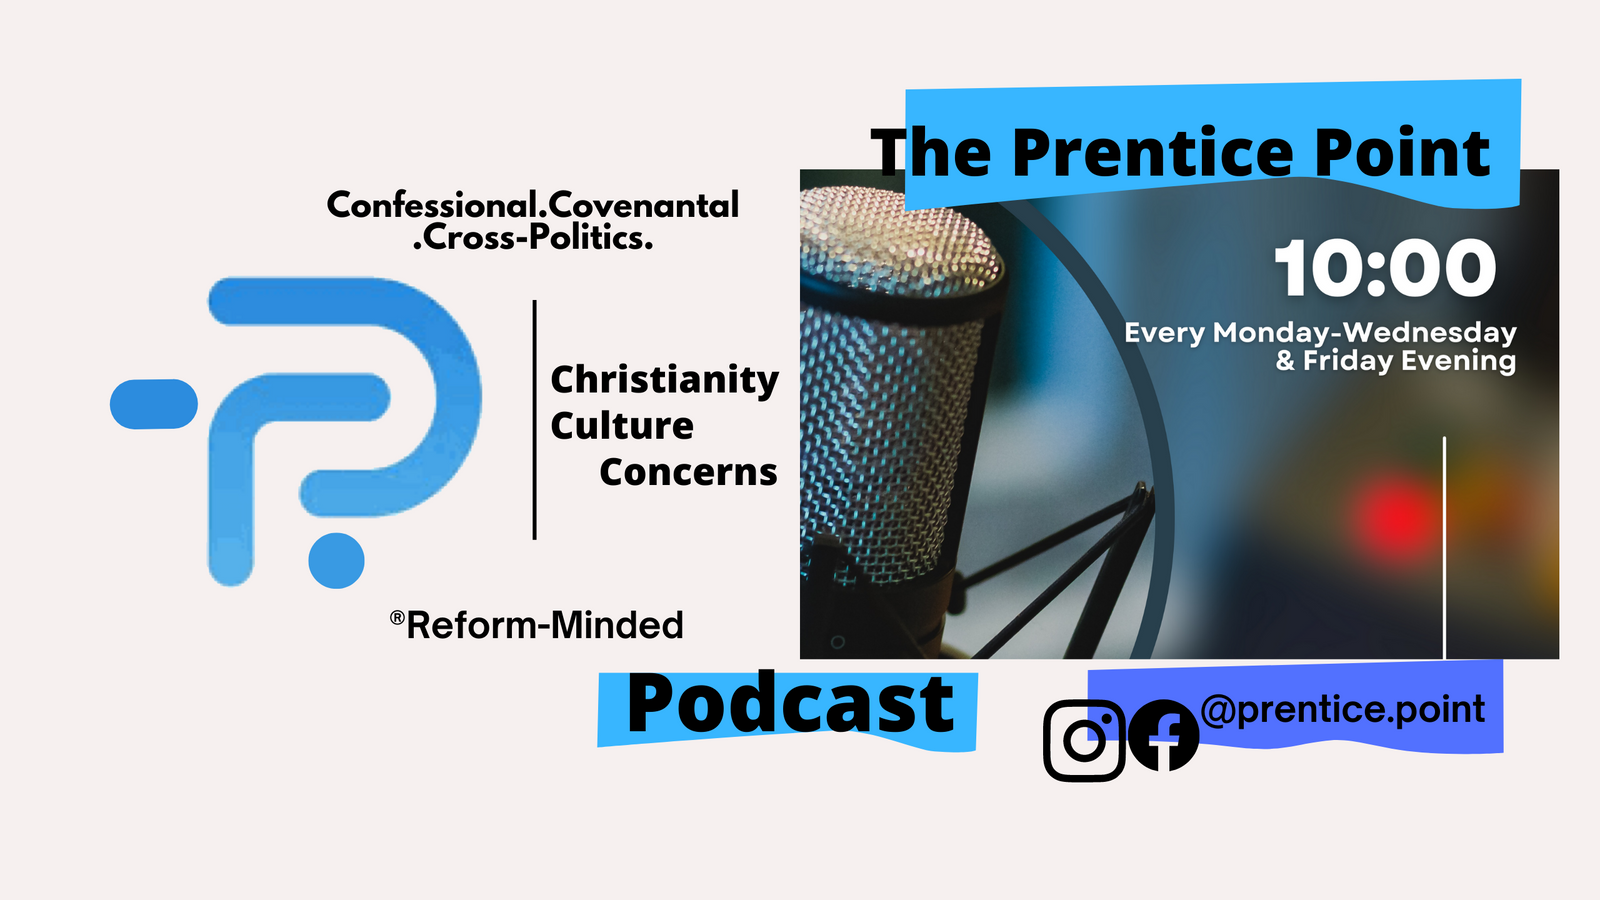 The Prentice Point
Confessional.Covenantal
.Cross-Politics.
10:00
Every Monday-Wednesday
& Friday Evening
Christianity
Culture
Concerns
®Reform-Minded
Podcast
@prentice.point